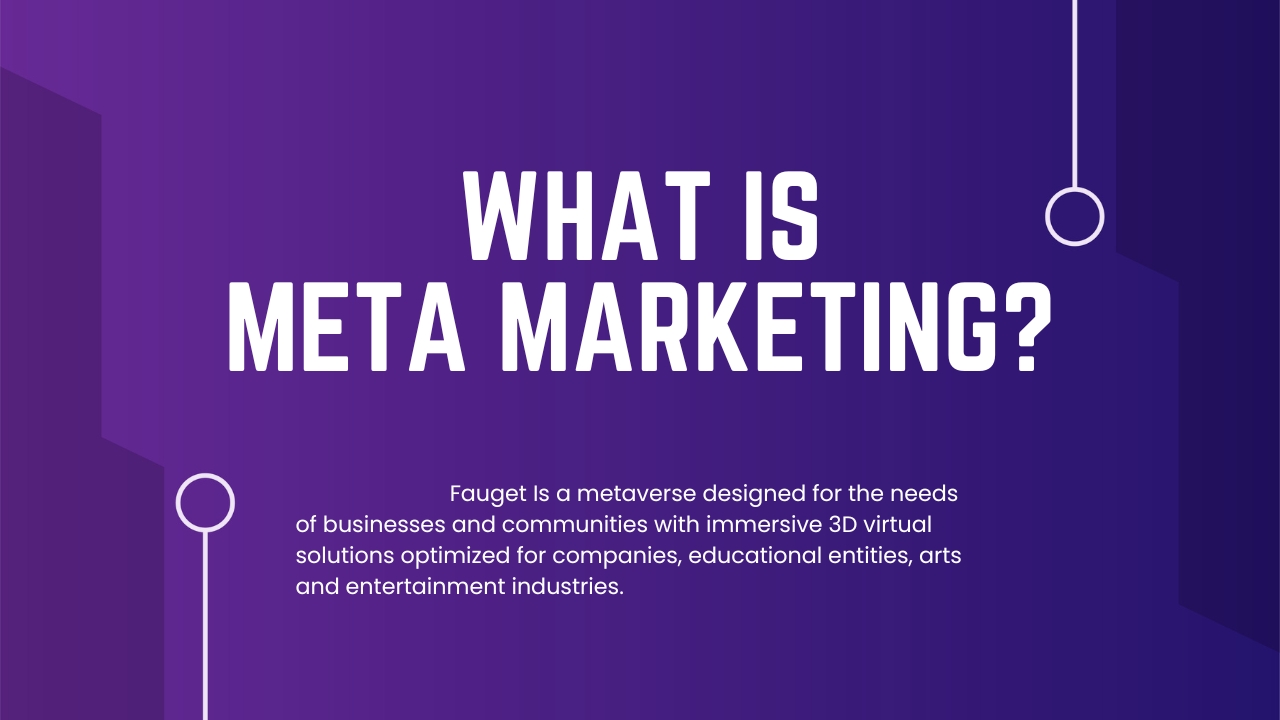 WHAT IS
META MARKETING?
Fauget Is a metaverse designed for the needs
of businesses and communities with immersive 3D virtual
solutions optimized for companies, educational entities, arts
and entertainment industries.